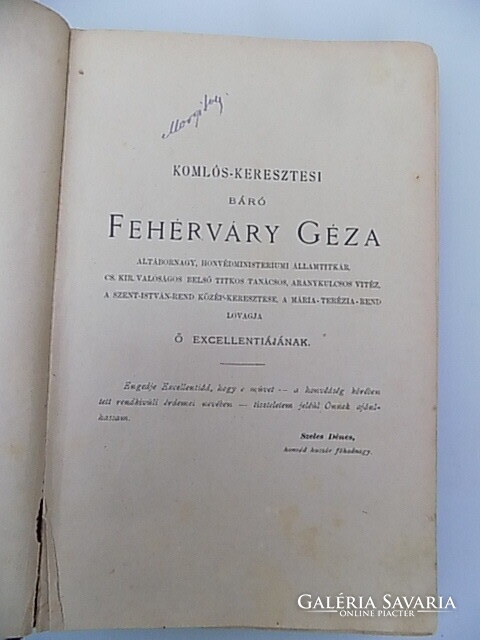 KOMLÓS-KERESZTESI
BÁRÓ
FEHÉRVÁRY GÉZA
ALTÁBORNAGY, HONVÉDMINISTERIUMI ÁLLAMTITKÁR,
CS. KIR. VALÓSÁGOS BELSŐ TITKOS TANÁCSOS, ARANYKULCSOS VITÉZ,
A SZENT-ISTVÁN-REND KÖZÉP-KERESZTESE, A MÁRIA-TERÉZIA-REND
LOVAGJA
Ő EXCELLENTIÁJÁNAK.
Engedje Excellentiád, hogy e művet — a honvédség körében
tett rendkívüli érdemei nevében — tiszteletem jeléül Önnek ajánl-
hassam.
Szeles Dénes,
honvéd huszár főhadnagy.
GALÉRIA SAVARIA
ONLINE PIACTÉR